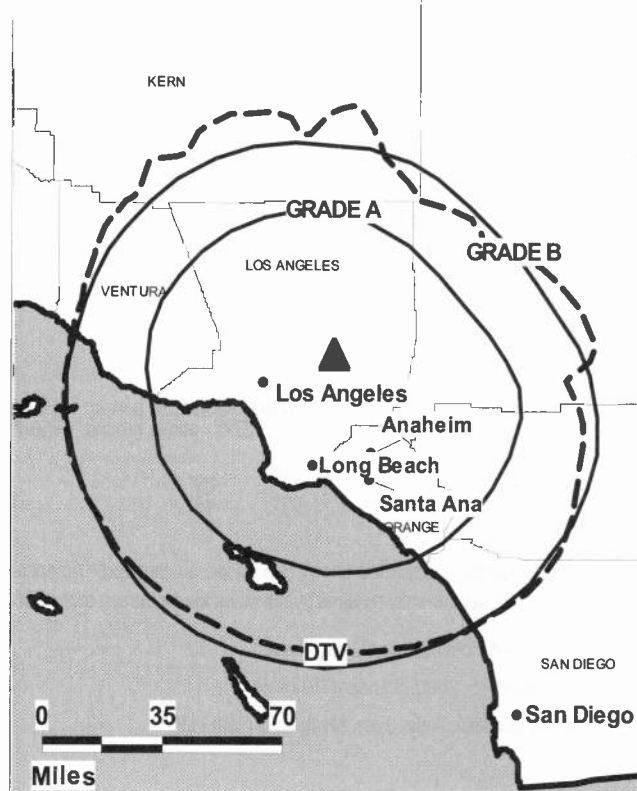 KERN
GRADE A
GRADE B
LOS ANGELES
VENTURA
Los Angeles
Anaheim
Long Beach
Santa Ana
ORANGE
DTV
SAN DIEGO
0 35 70
San Diego
Miles